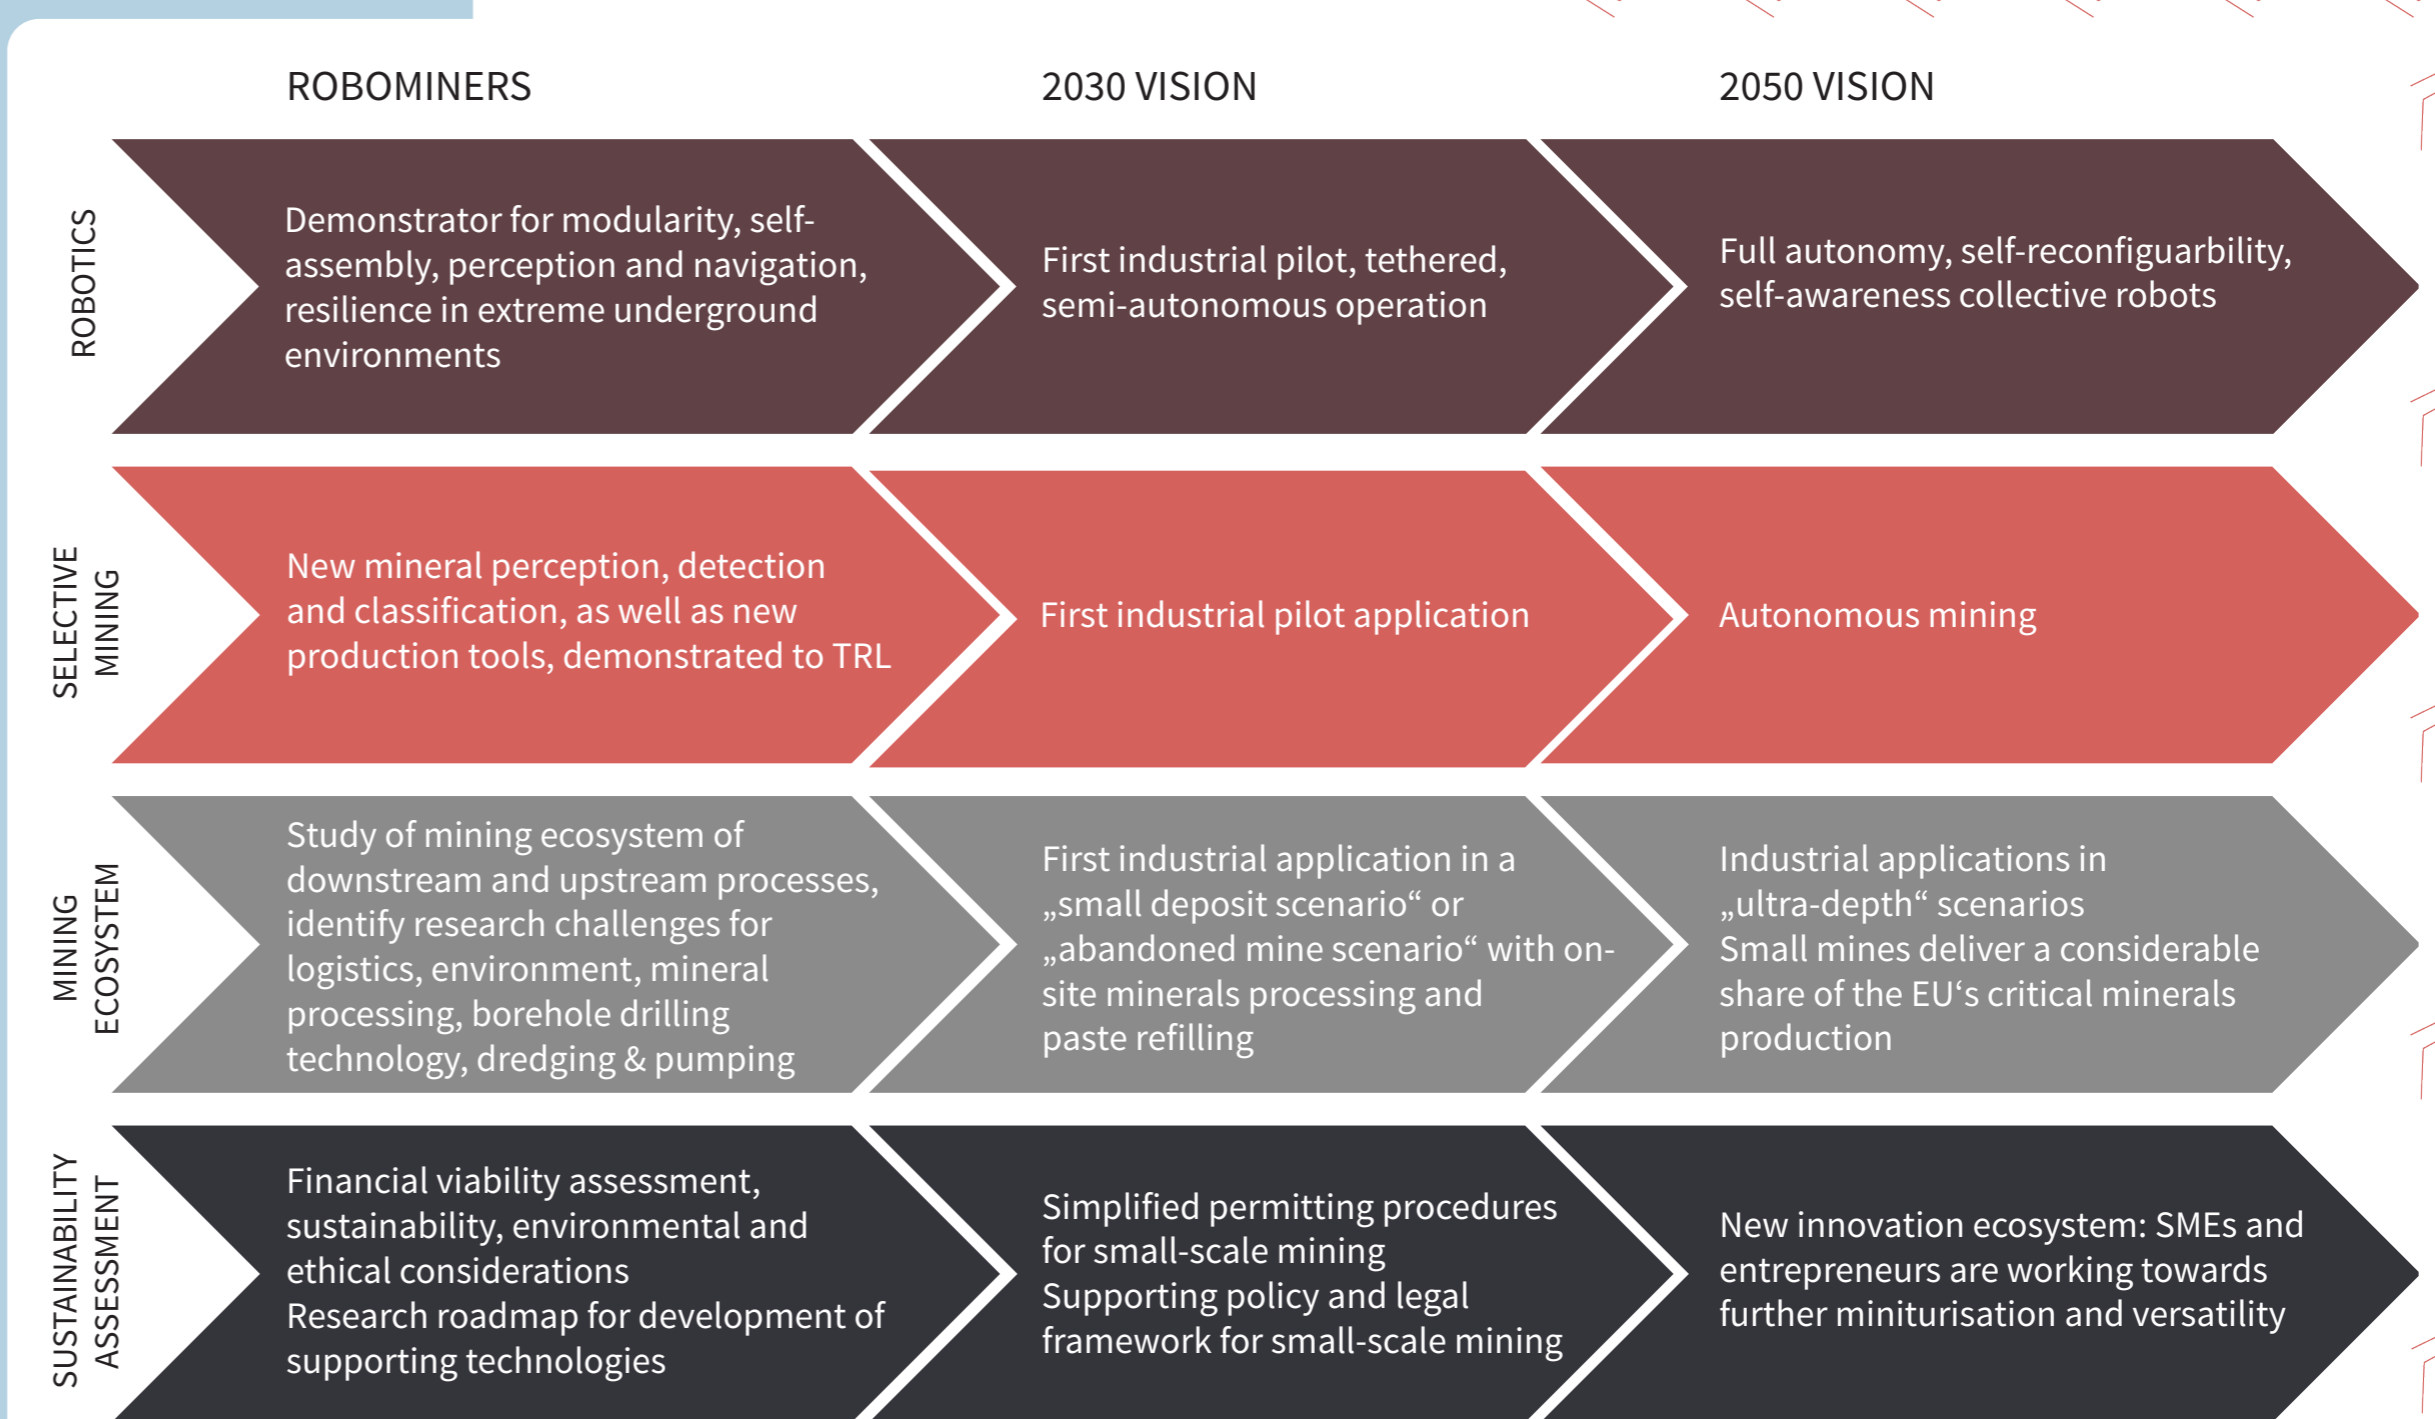 ROBOMINERS
2030 VISION
2050 VISION
ROBOTICS
Demonstrator for modularity, self-
assembly, perception and navigation,
resilience in extreme underground
environments
First industrial pilot, tethered,
semi-autonomous operation
Full autonomy, self-reconfiguarbility,
self-awareness collective robots
SELECTIVE
MINING
New mineral perception, detection
and classification, as well as new
production tools, demonstrated to TRL
First industrial pilot application
Autonomous mining
MINING
ECOSYSTEM
Study of mining ecosystem of
downstream and upstream processes,
identify research challenges for
logistics, environment, mineral
processing, borehole drilling
technology, dredging & pumping
First industrial application in a
„small deposit scenario“ or
„abandoned mine scenario“ with on-
site minerals processing and
paste refilling
Industrial applications in
„ultra-depth“ scenarios
Small mines deliver a considerable
share of the EU‘s critical minerals
production
SUSTAINABILITY
ASSESSMENT
Financial viability assessment,
sustainability, environmental and
ethical considerations
Research roadmap for development of
supporting technologies
Simplified permitting procedures
for small-scale mining
Supporting policy and legal
framework for small-scale mining
New innovation ecosystem: SMEs and
entrepreneurs are working towards
further miniturisation and versatility